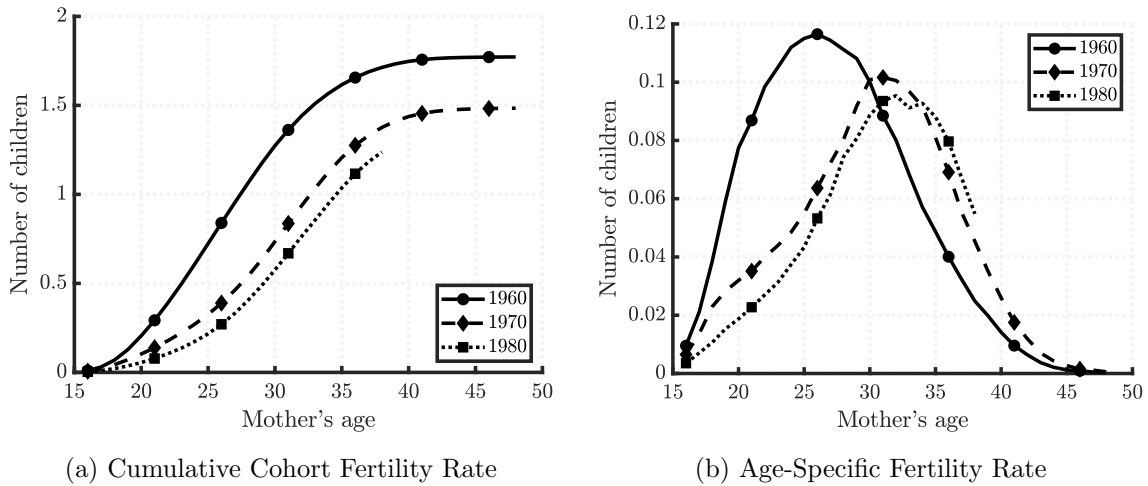 2
1.5
1
0.5
0
15 20 25 30 35 40 45 50
Number of children
Mother's age
1960
1970
1980
(a) Cumulative Cohort Fertility Rate
0.12
0.1
0.08
0.06
0.04
0.02
0
15 20 25 30 35 40 45 50
Number of children
Mother's age
1960
1970
1980
(b) Age-Specific Fertility Rate